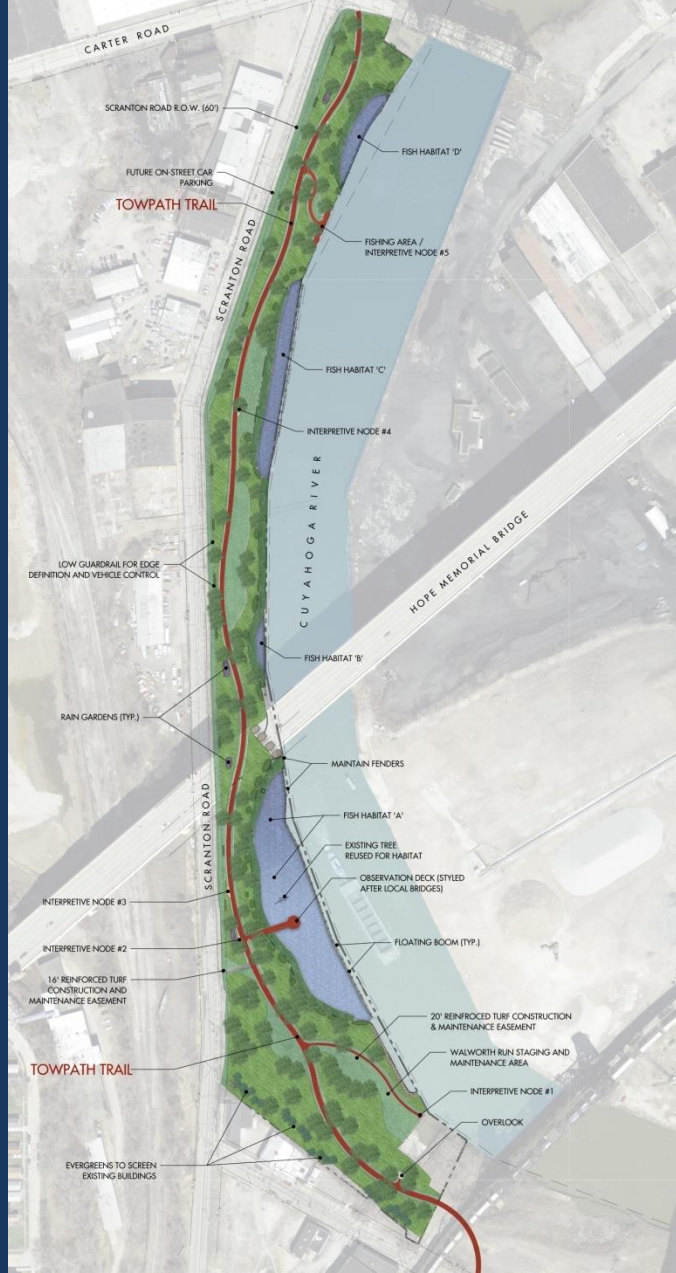 CARTER ROAD
SCRANTON ROAD R.O.W. (60')
FISH HABITAT 'D'
FUTURE ON-STREET CAR
PARKING
TOWPATH TRAIL
SCRANTON ROAD
FISHING AREA /
INTERPRETIVE NODE #5
FISH HABITAT 'C'
INTERPRETIVE NODE #4
CUYAHOGA RIVER
HOPE MEMORIAL BRIDGE
LOW GUARDRAIL FOR EDGE
DEFINITION AND VEHICLE CONTROL
FISH HABITAT 'B'
RAIN GARDENS (TYP.)
MAINTAIN FENDERS
SCRANTON ROAD
FISH HABITAT 'A'
EXISTING TREE
REUSED FOR HABITAT
OBSERVATION DECK (STYLED
AFTER LOCAL BRIDGES)
INTERPRETIVE NODE #3
INTERPRETIVE NODE #2
FLOATING BOOM (TYP.)
16' REINFORCED TURF
CONSTRUCTION AND
MAINTENANCE EASEMENT
20' REINFROCED TURF CONSTRUCTION
& MAINTENANCE EASEMENT
WALWORTH RUN STAGING AND
MAINTENANCE AREA
TOWPATH TRAIL
INTERPRETIVE NODE #1
OVERLOOK
EVERGREENS TO SCREEN
EXISTING BUILDINGS